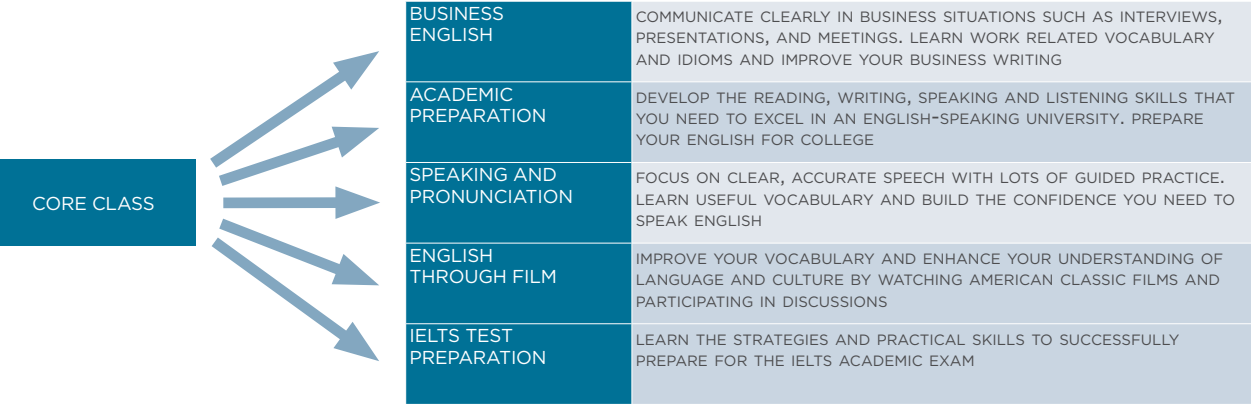 CORE CLASS
BUSINESS
ENGLISH
COMMUNICATE CLEARLY IN BUSINESS SITUATIONS SUCH AS INTERVIEWS,
PRESENTATIONS, AND MEETINGS. LEARN WORK RELATED VOCABULARY
AND IDIOMS AND IMPROVE YOUR BUSINESS WRITING
ACADEMIC
PREPARATION
DEVELOP THE READING, WRITING, SPEAKING AND LISTENING SKILLS THAT
YOU NEED TO EXCEL IN AN ENGLISH-SPEAKING UNIVERSITY. PREPARE
YOUR ENGLISH FOR COLLEGE
SPEAKING AND
PRONUNCIATION
FOCUS ON CLEAR, ACCURATE SPEECH WITH LOTS OF GUIDED PRACTICE.
LEARN USEFUL VOCABULARY AND BUILD THE CONFIDENCE YOU NEED TO
SPEAK ENGLISH
ENGLISH
THROUGH FILM
IMPROVE YOUR VOCABULARY AND ENHANCE YOUR UNDERSTANDING OF
LANGUAGE AND CULTURE BY WATCHING AMERICAN CLASSIC FILMS AND
PARTICIPATING IN DISCUSSIONS
IELTS TEST
PREPARATION
LEARN THE STRATEGIES AND PRACTICAL SKILLS TO SUCCESSFULLY
PREPARE FOR THE IELTS ACADEMIC EXAM